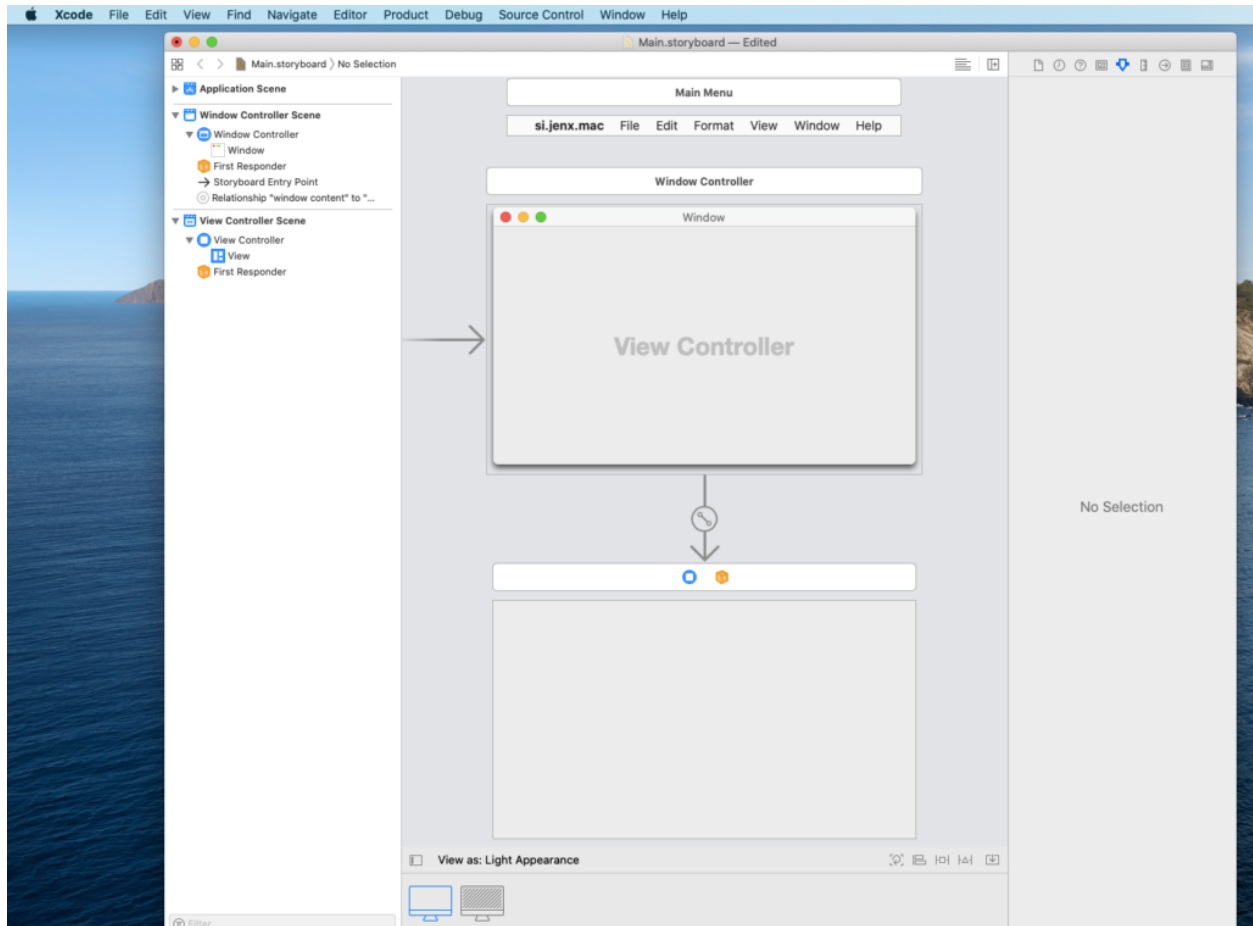 Xcode File Edit View Find Navigate Editor Product Debug Source Control Window Help
Main.storyboard — Edited
Main.storyboard 〉 No Selection
Application Scene
Window Controller Scene
Window Controller
Window
First Responder
Storyboard Entry Point
Relationship "window content" to "...
View Controller Scene
View Controller
View
First Responder
Main Menu
si.jenx.mac File Edit Format View Window Help
Window Controller
Window
View Controller
No Selection
View as: Light Appearance
Filter